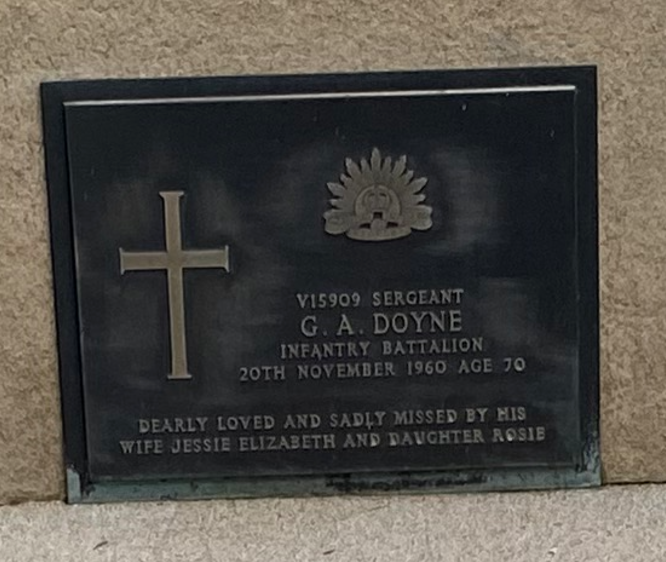 V15909 SERGEANT
G. A. DOYNE
INFANTRY BATTALION
20TH NOVEMBER 1960 AGE 70
DEARLY LOVED AND SADLY MISSED BY HIS
WIFE JESSIE ELIZABETH AND DAUGHTER ROSIE